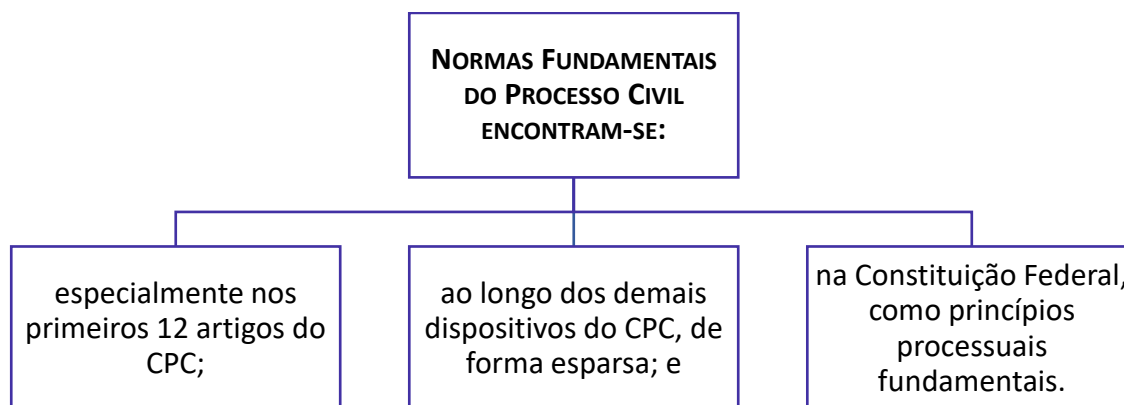 NORMAS FUNDAMENTAIS
DO PROCESSO CIVIL
ENCONTRAM-SE:
especialmente nos
primeiros 12 artigos do
CPC;
ao longo dos demais
dispositivos do CPC, de
forma esparsa; e
na Constituição Federal,
como princípios
processuais
fundamentais.